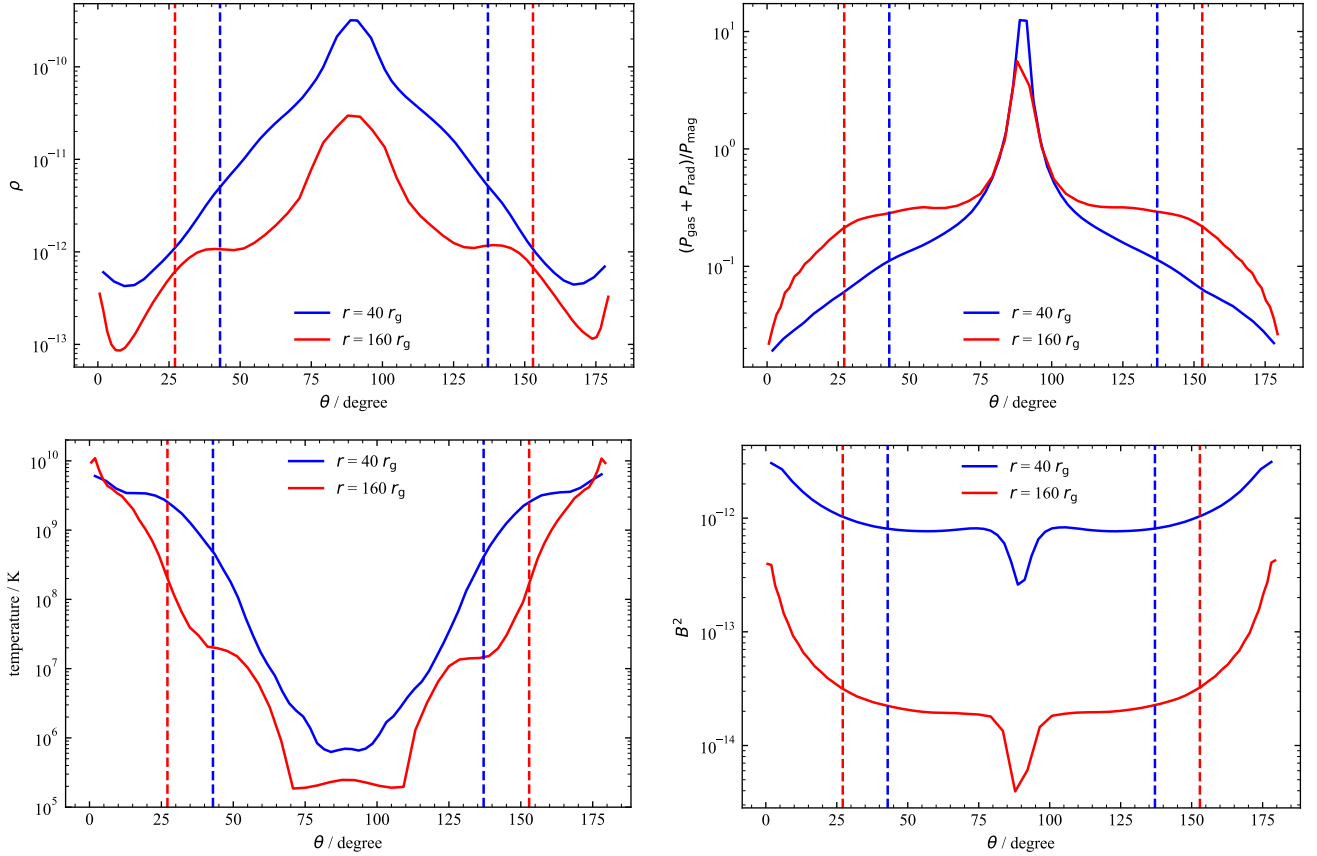 10⁻¹⁰
10⁻¹¹
10⁻¹²
10⁻¹³
ρ
r = 40 r_g
r = 160 r_g
0 25 50 75 100 125 150 175
θ / degree
10¹
10⁰
10⁻¹
(P_gas + P_rad)/P_mag
r = 40 r_g
r = 160 r_g
0 25 50 75 100 125 150 175
θ / degree
10¹⁰
10⁹
10⁸
10⁷
10⁶
10⁵
temperature / K
r = 40 r_g
r = 160 r_g
0 25 50 75 100 125 150 175
θ / degree
10⁻¹²
10⁻¹³
10⁻¹⁴
B²
r = 40 r_g
r = 160 r_g
0 25 50 75 100 125 150 175
θ / degree